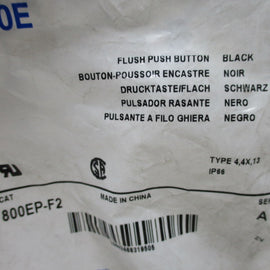 0E
FLUSH PUSH BUTTON BLACK
BOUTON-POUSSOIR ENCASTRE NOIR
DRUCKTASTE/FLACH SCHWARZ
PULSADOR RASANTE NERO
PULSANTE A FILO GHIERA NEGRO
TYPE 4,4X,13
IP66
CAT
SER
800EP-F2
MADE IN CHINA
A